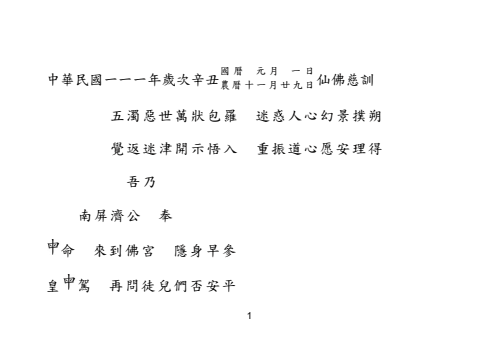 中華民國一一一年歲次辛丑國曆　元月　一日農曆十一月廿九日仙佛慈訓
五濁惡世萬狀包羅　迷惑人心幻景撲朔
覺返迷津開示悟入　重振道心愿安理得
吾乃
南屏濟公　奉
申命　來到佛宮　隱身早參
皇申駕　再問徒兒們否安平
1